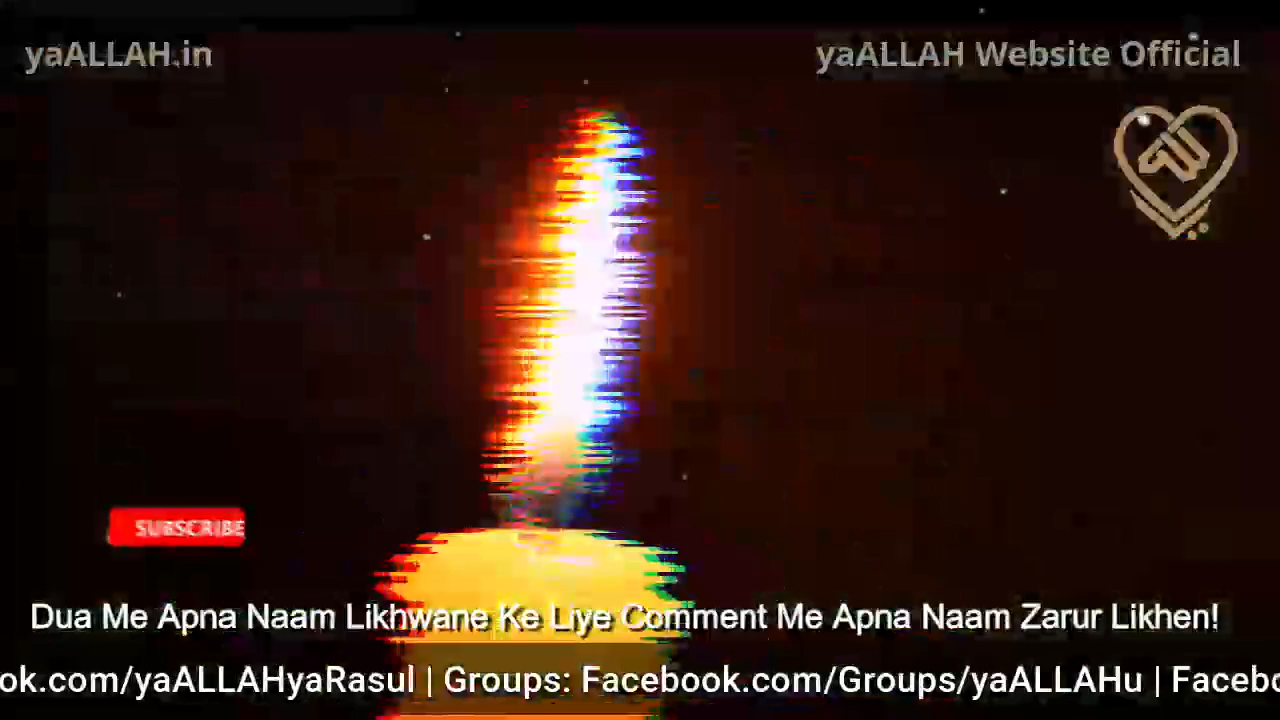 yaALLAH.in
yaALLAH Website Official
SUBSCRIBE
Dua Me Apna Naam Likhwane Ke Liye Comment Me Apna Naam Zarur Likhen!
ok.com/yaALLAHyaRasul | Groups: Facebook.com/Groups/yaALLAHu | Facebo